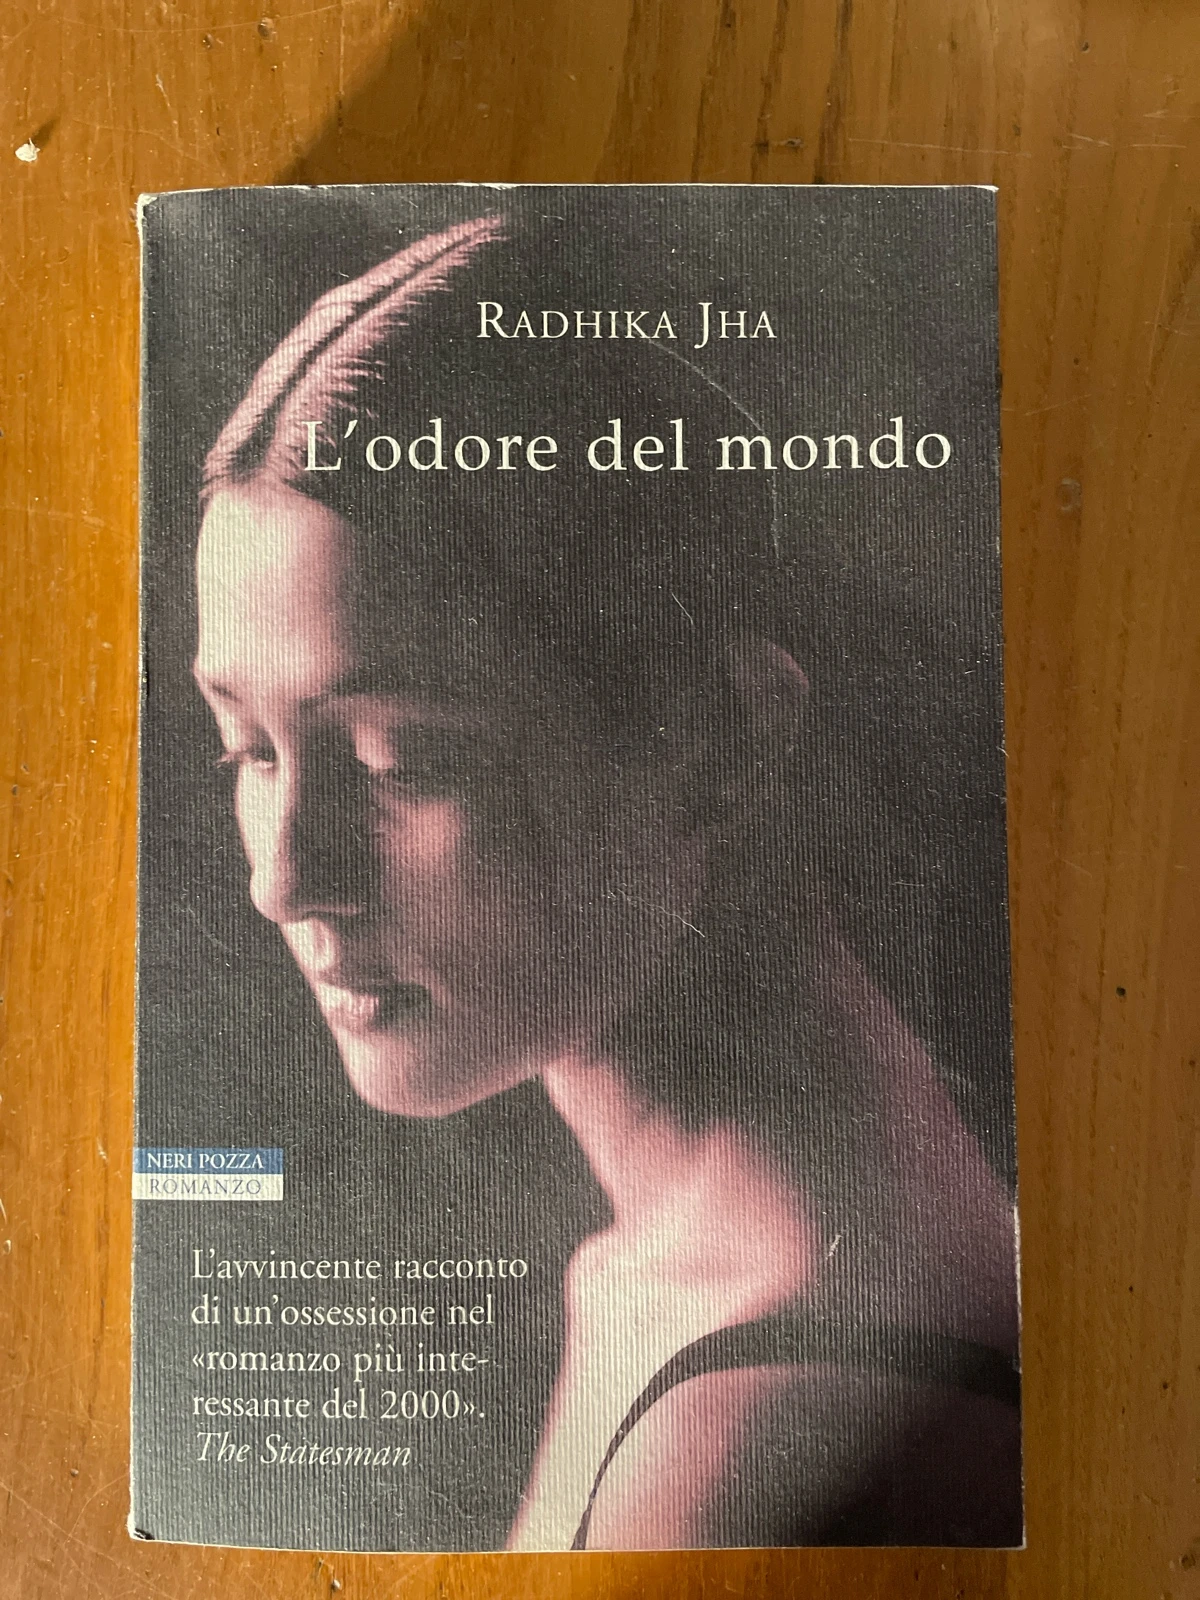 RADHIKA JHA
L'odore del mondo
NERI POZZA
ROMANZO
L'avvincente racconto
di un'ossessione nel
«romanzo più inte-
ressante del 2000».
The Statesman